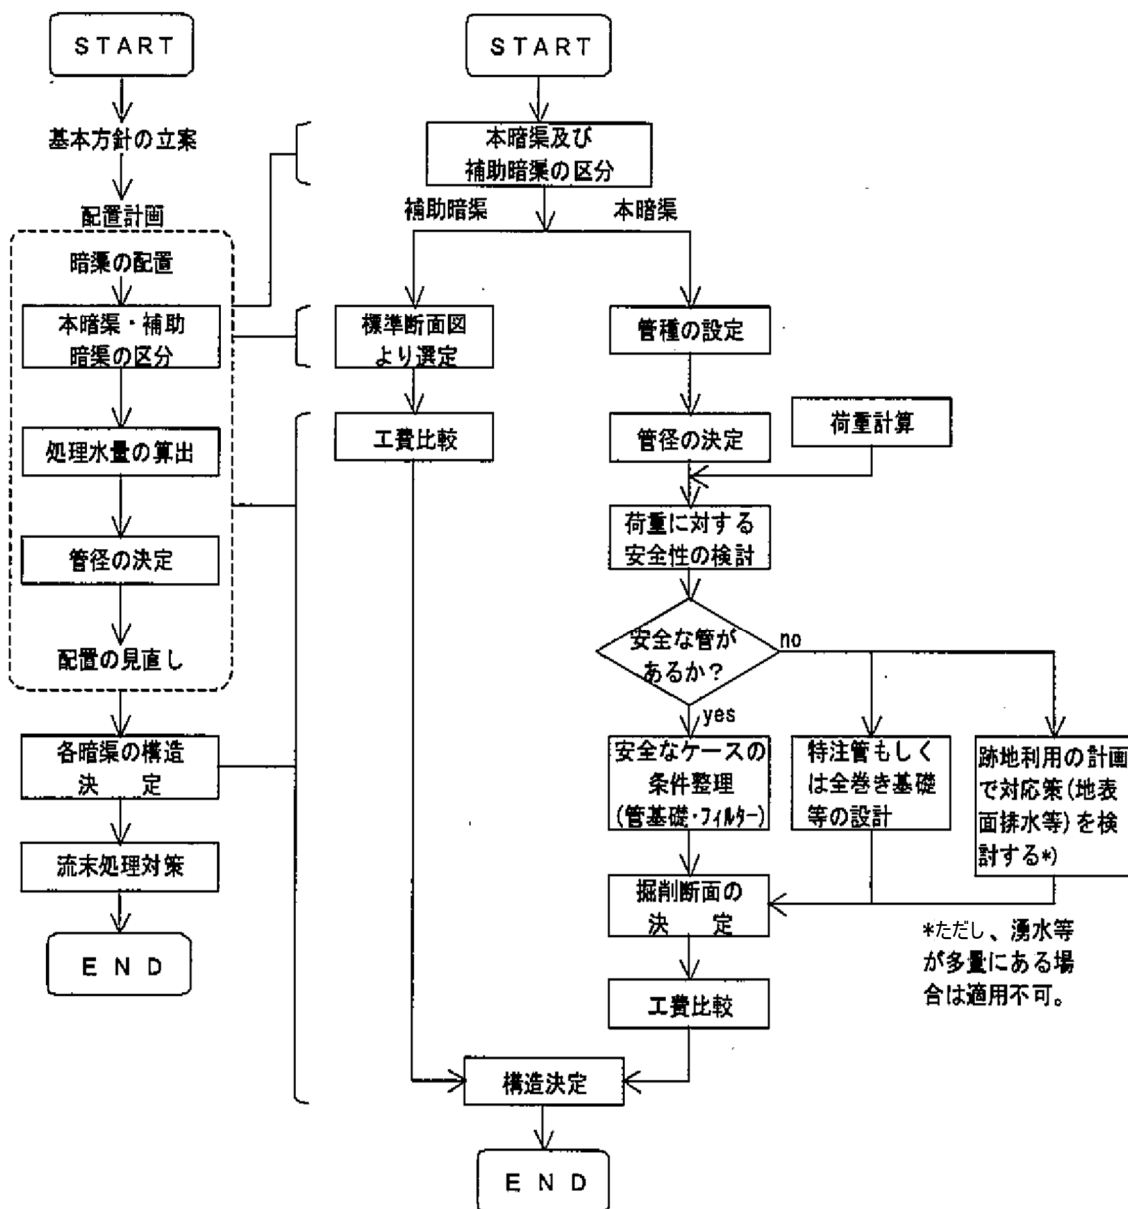 START
基本方針の立案
配置計画
暗渠の配置
本暗渠・補助
暗渠の区分
処理水量の算出
管径の決定
配置の見直し
各暗渠の構造
決定
流末処理対策
END
START
本暗渠及び
補助暗渠の区分
補助暗渠
本暗渠
標準断面図
より選定
工費比較
管種の設定
管径の決定
荷重計算
荷重に対する
安全性の検討
安全な管が
あるか？
no
yes
安全なケースの
条件整理
(管基礎・フィルター)
特注管もしく
は全巻き基礎
等の設計
跡地利用の計画
で対応策(地表
面排水等)を検
討する*)
掘削断面の
決定
*ただし、湧水等
が多量にある場
合は適用不可。
工費比較
構造決定
END